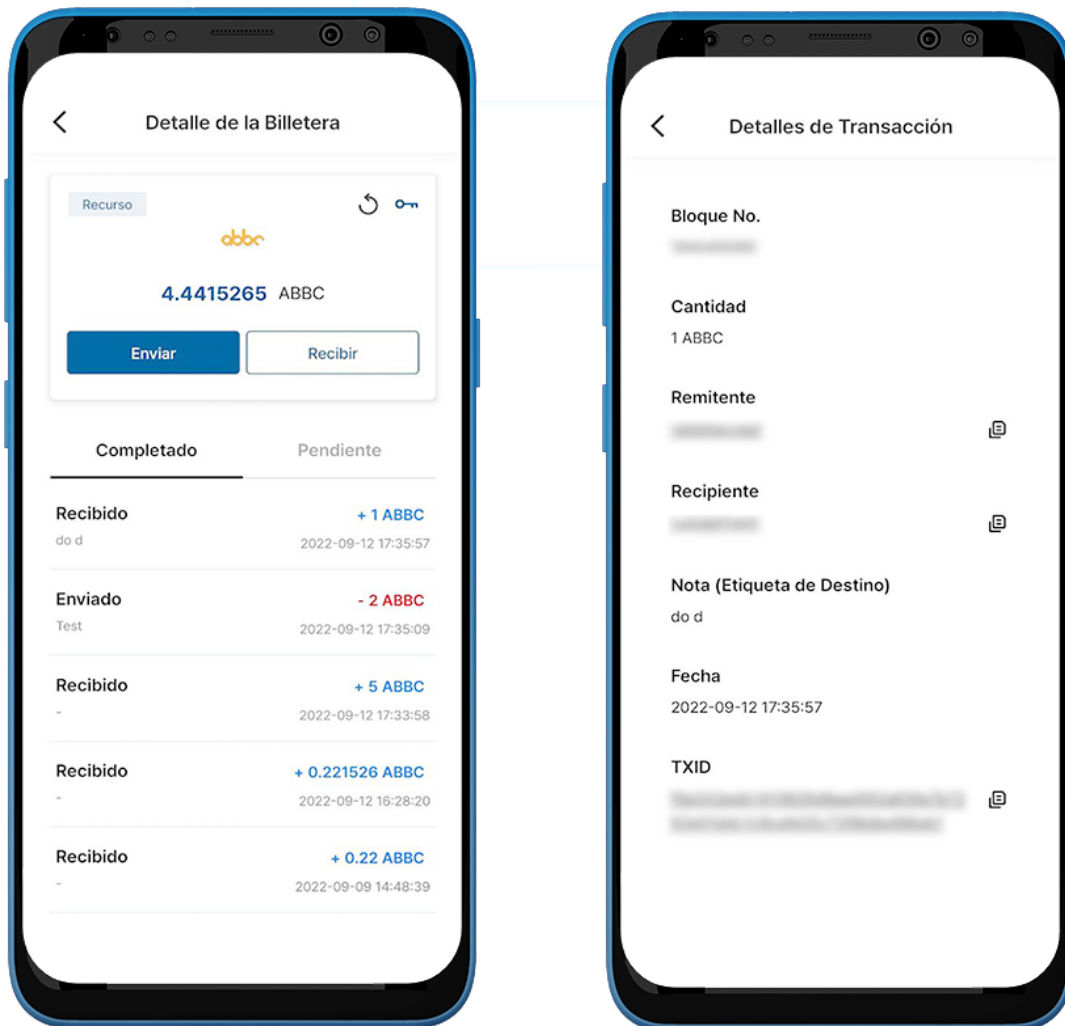 Detalle de la Billetera
Recurso
abbc
4.4415265 ABBC
Enviar
Recibir
Completado
Pendiente
Recibido
+ 1 ABBC
do d
2022-09-12 17:35:57
Enviado
- 2 ABBC
Test
2022-09-12 17:35:09
Recibido
+ 5 ABBC
-
2022-09-12 17:33:58
Recibido
+ 0.221526 ABBC
-
2022-09-12 16:28:20
Recibido
+ 0.22 ABBC
-
2022-09-09 14:48:39
Detalles de Transacción
Bloque No.
Cantidad
1 ABBC
Remitente
Recipiente
Nota (Etiqueta de Destino)
do d
Fecha
2022-09-12 17:35:57
TXID